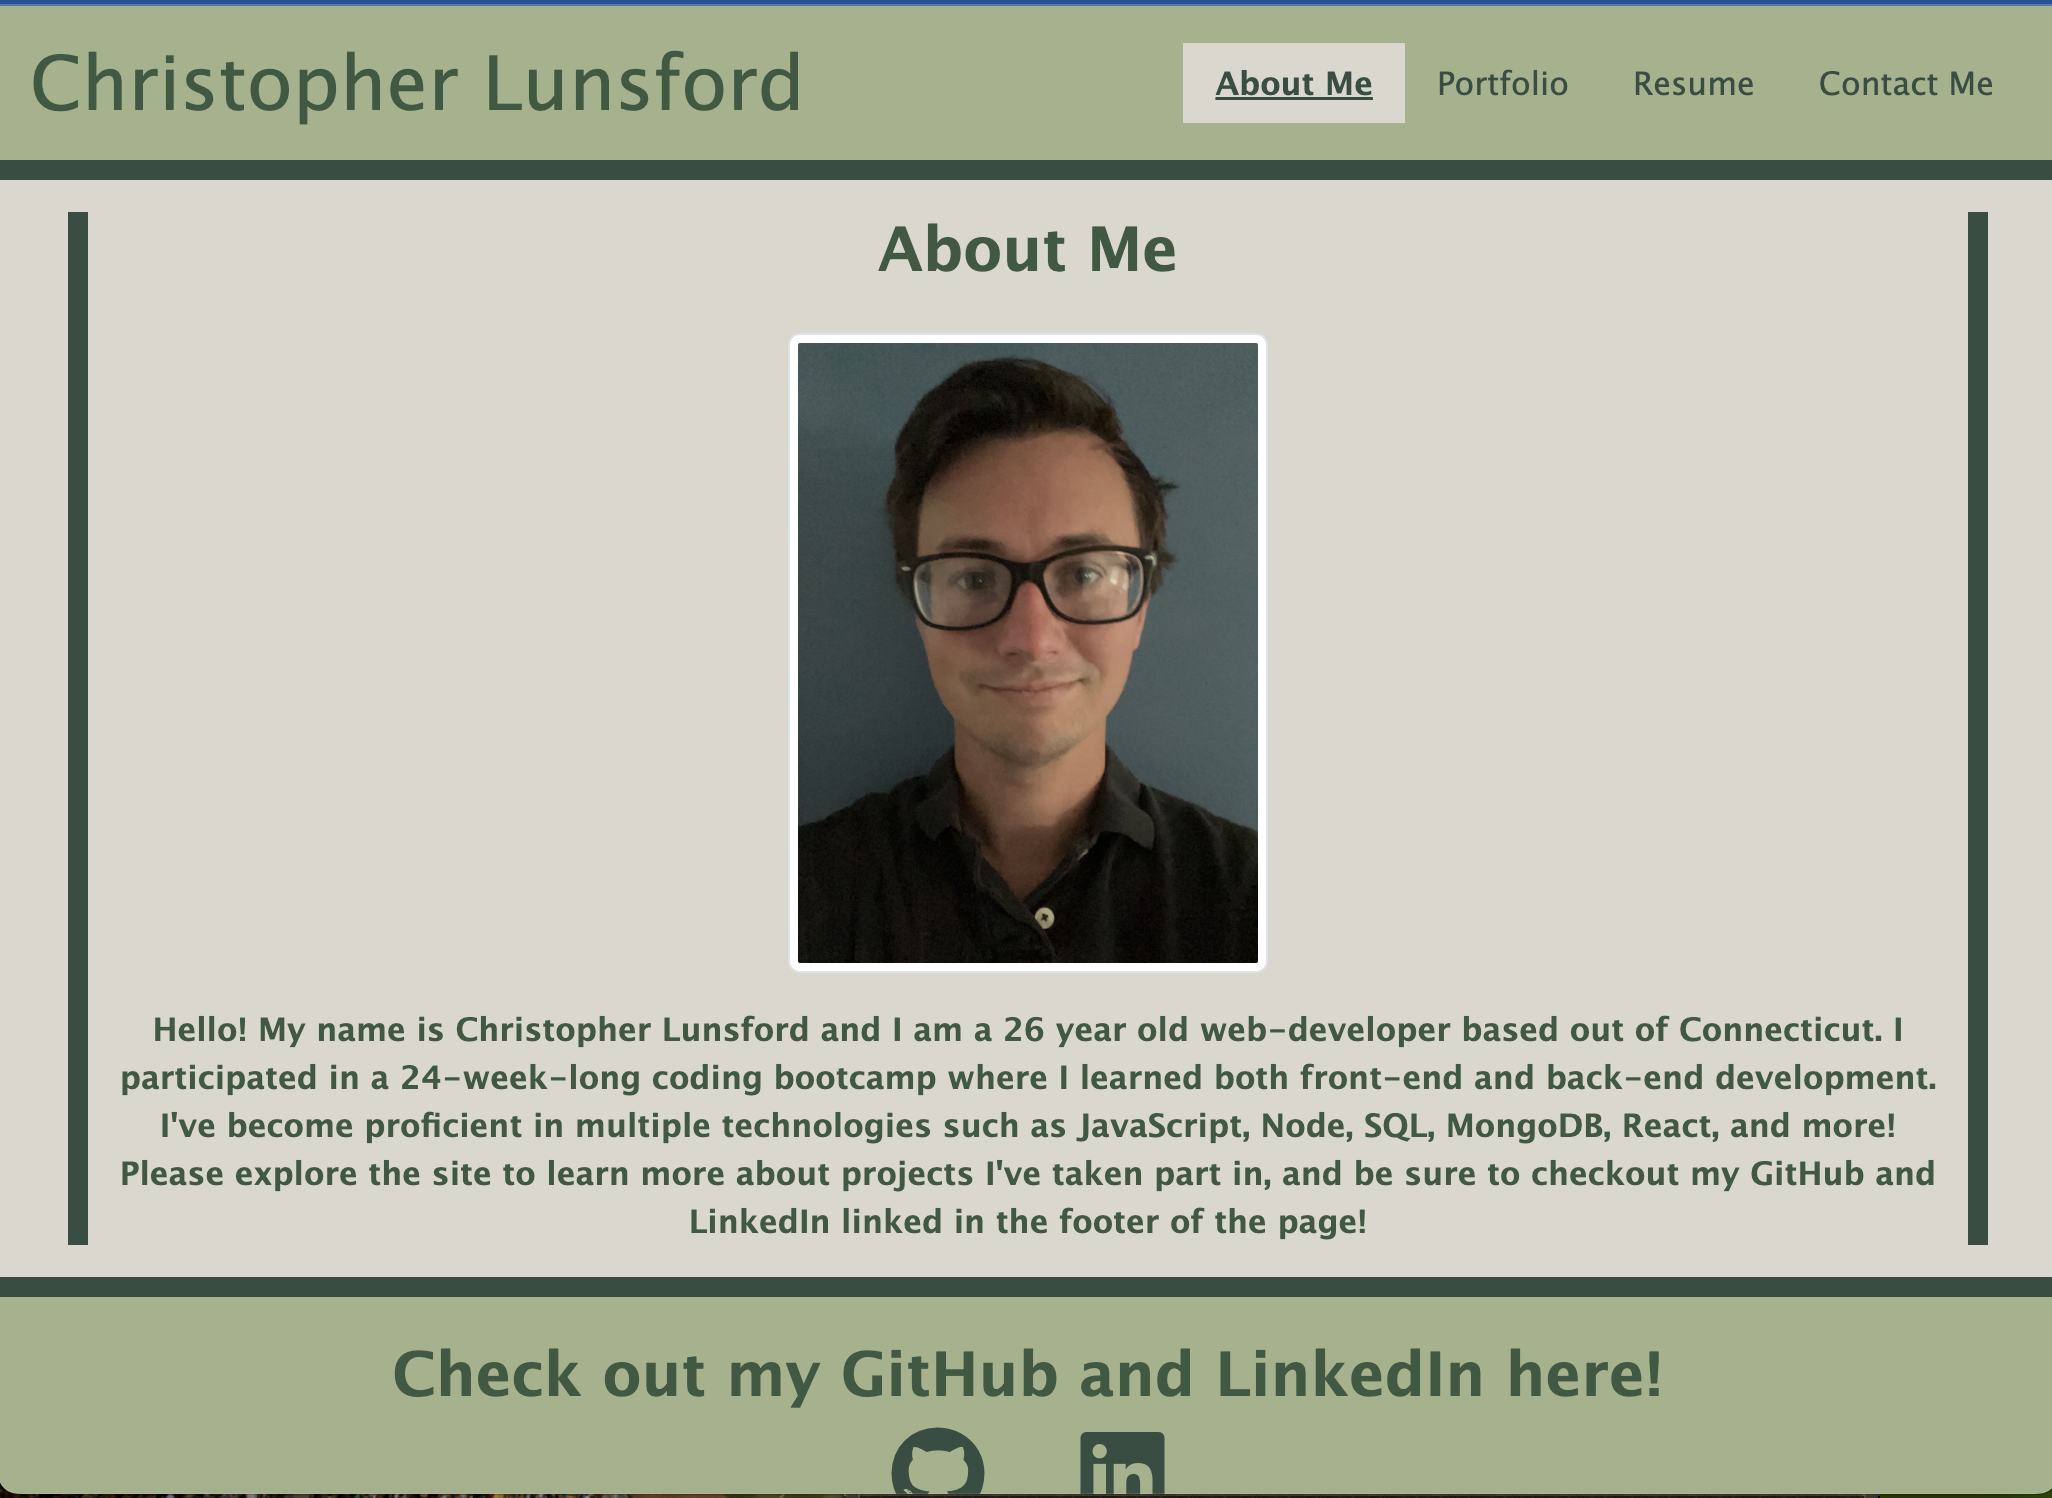 Christopher Lunsford
About Me
Portfolio
Resume
Contact Me
About Me
Hello! My name is Christopher Lunsford and I am a 26 year old web-developer based out of Connecticut. I
participated in a 24-week-long coding bootcamp where I learned both front-end and back-end development.
I've become proficient in multiple technologies such as JavaScript, Node, SQL, MongoDB, React, and more!
Please explore the site to learn more about projects I've taken part in, and be sure to checkout my GitHub and
LinkedIn linked in the footer of the page!
Check out my GitHub and LinkedIn here!
in